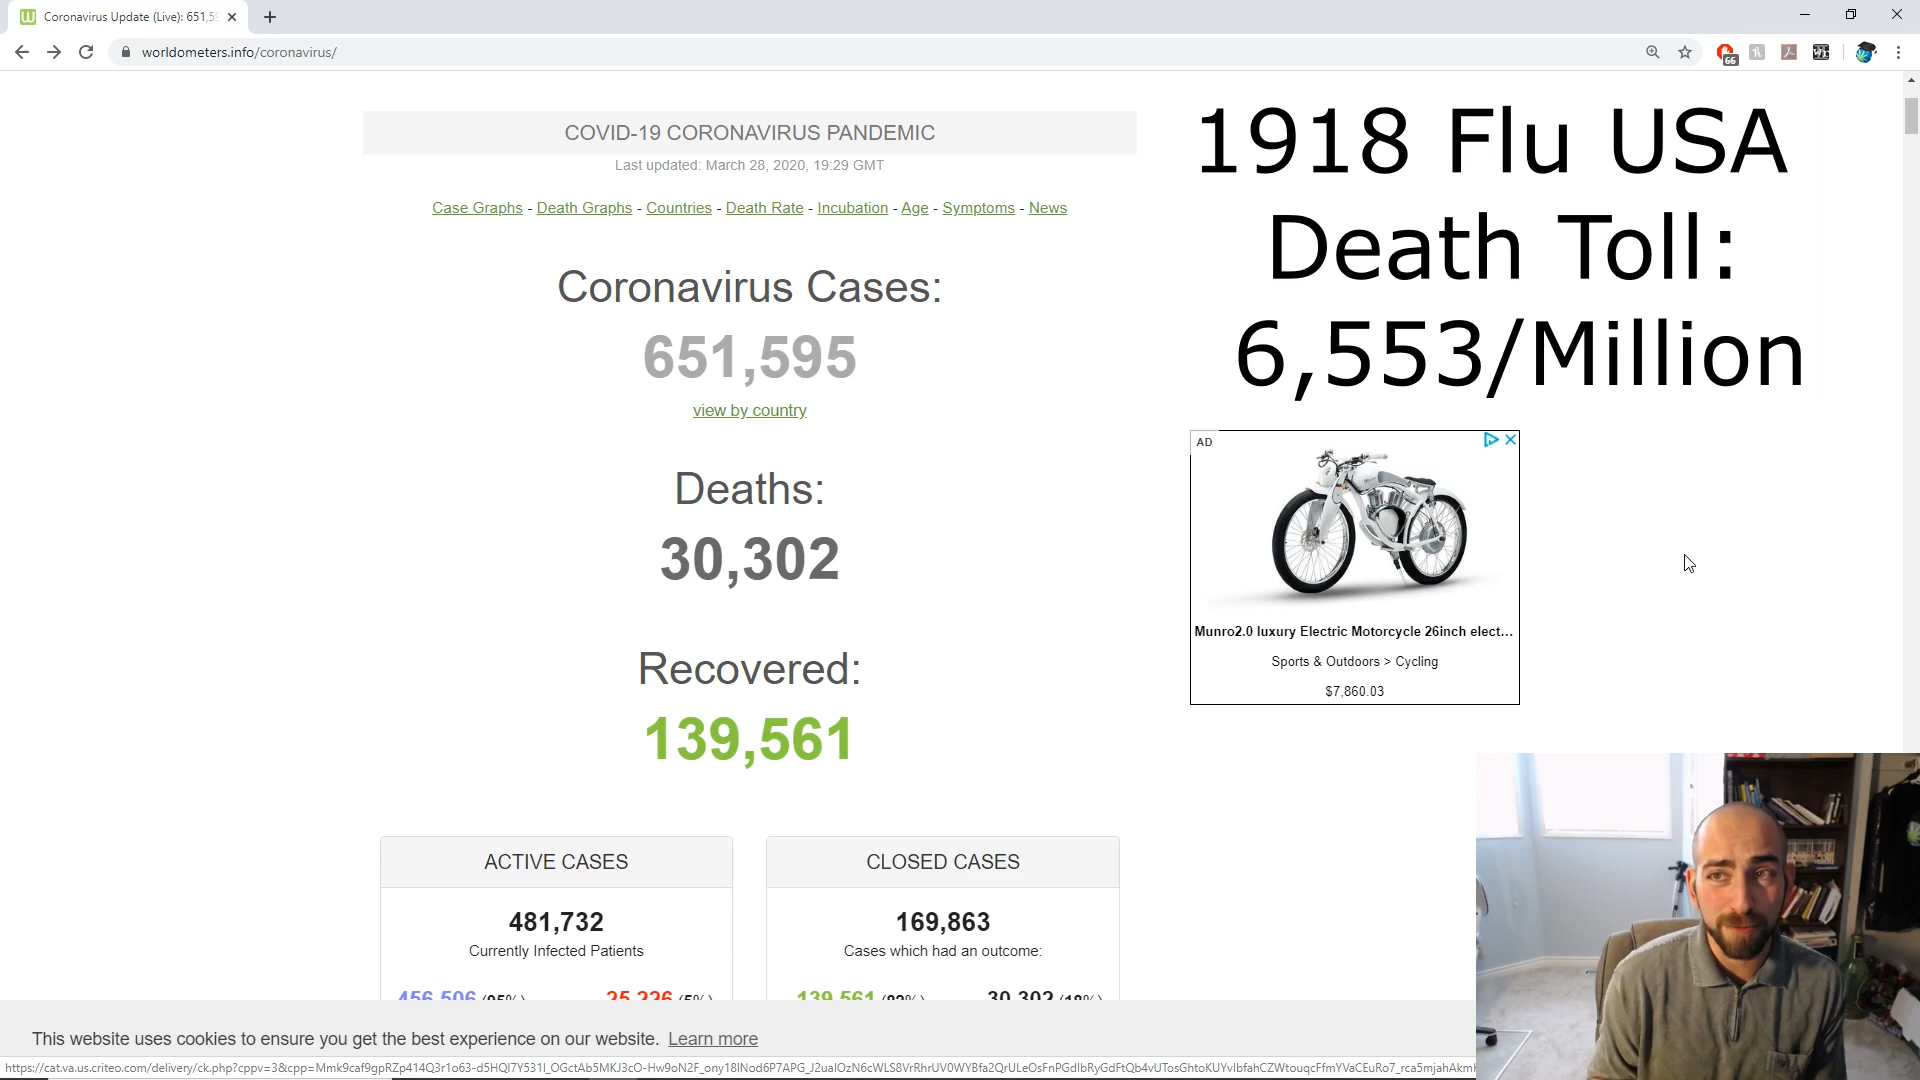 Coronavirus Update (Live): 651,5
worldometers.info/coronavirus/
66
COVID-19 CORONAVIRUS PANDEMIC
Last updated: March 28, 2020, 19:29 GMT
Case Graphs - Death Graphs - Countries - Death Rate - Incubation - Age - Symptoms - News
Coronavirus Cases:
651,595
view by country
Deaths:
30,302
Recovered:
139,561
1918 Flu USA
Death Toll:
6,553/Million
AD
Munro2.0 luxury Electric Motorcycle 26inch elect...
Sports & Outdoors > Cycling
$7,860.03
ACTIVE CASES
481,732
Currently Infected Patients
456,506 (95%)
25,226 (5%)
CLOSED CASES
169,863
Cases which had an outcome:
139,561 (82%)
30,302 (18%)
This website uses cookies to ensure you get the best experience on our website. Learn more